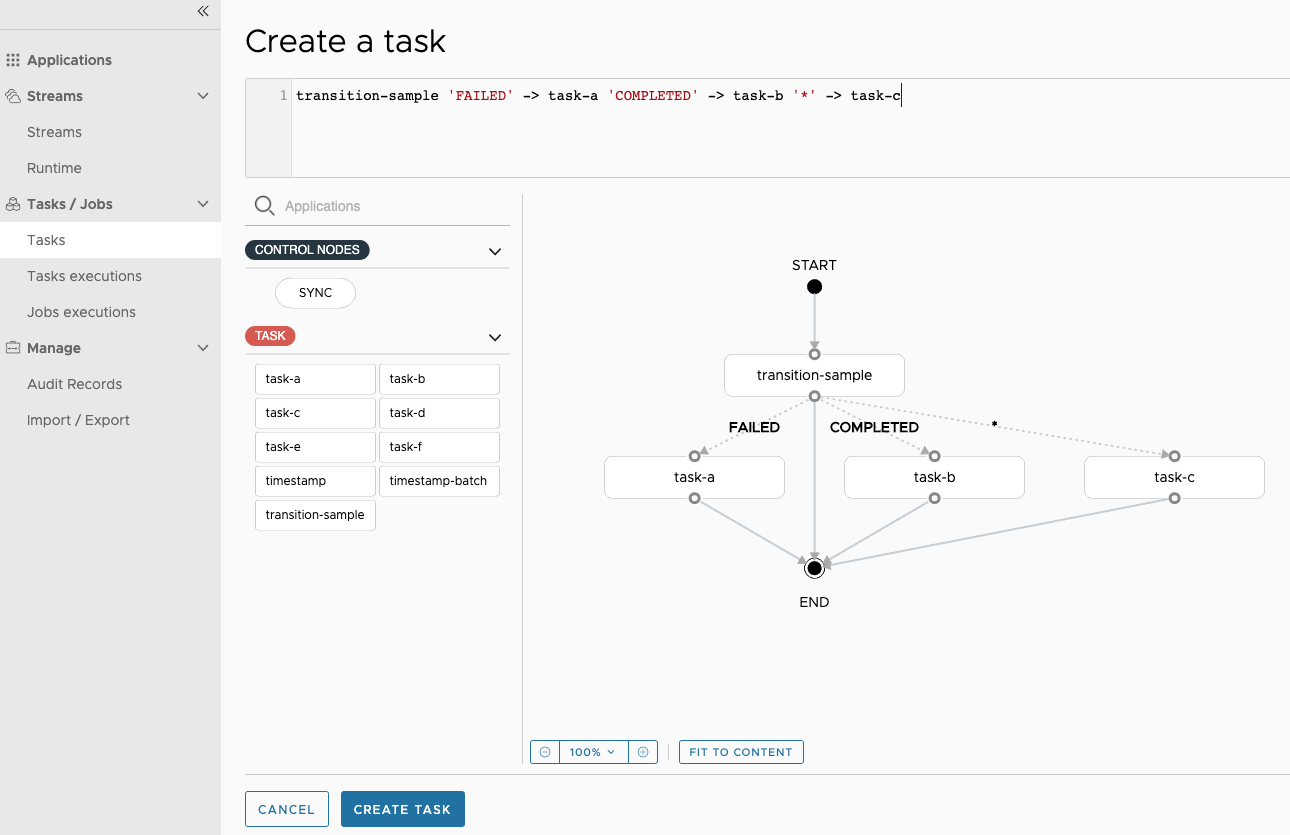 Applications
Streams
Streams
Runtime
Tasks / Jobs
Tasks
Tasks executions
Jobs executions
Manage
Audit Records
Import / Export
Create a task
1 transition-sample 'FAILED' -> task-a 'COMPLETED' -> task-b '*' -> task-c
Applications
CONTROL NODES
SYNC
TASK
task-a task-b
task-c task-d
task-e task-f
timestamp timestamp-batch
transition-sample
START
transition-sample
FAILED COMPLETED *
task-a task-b task-c
END
100% FIT TO CONTENT
CANCEL CREATE TASK